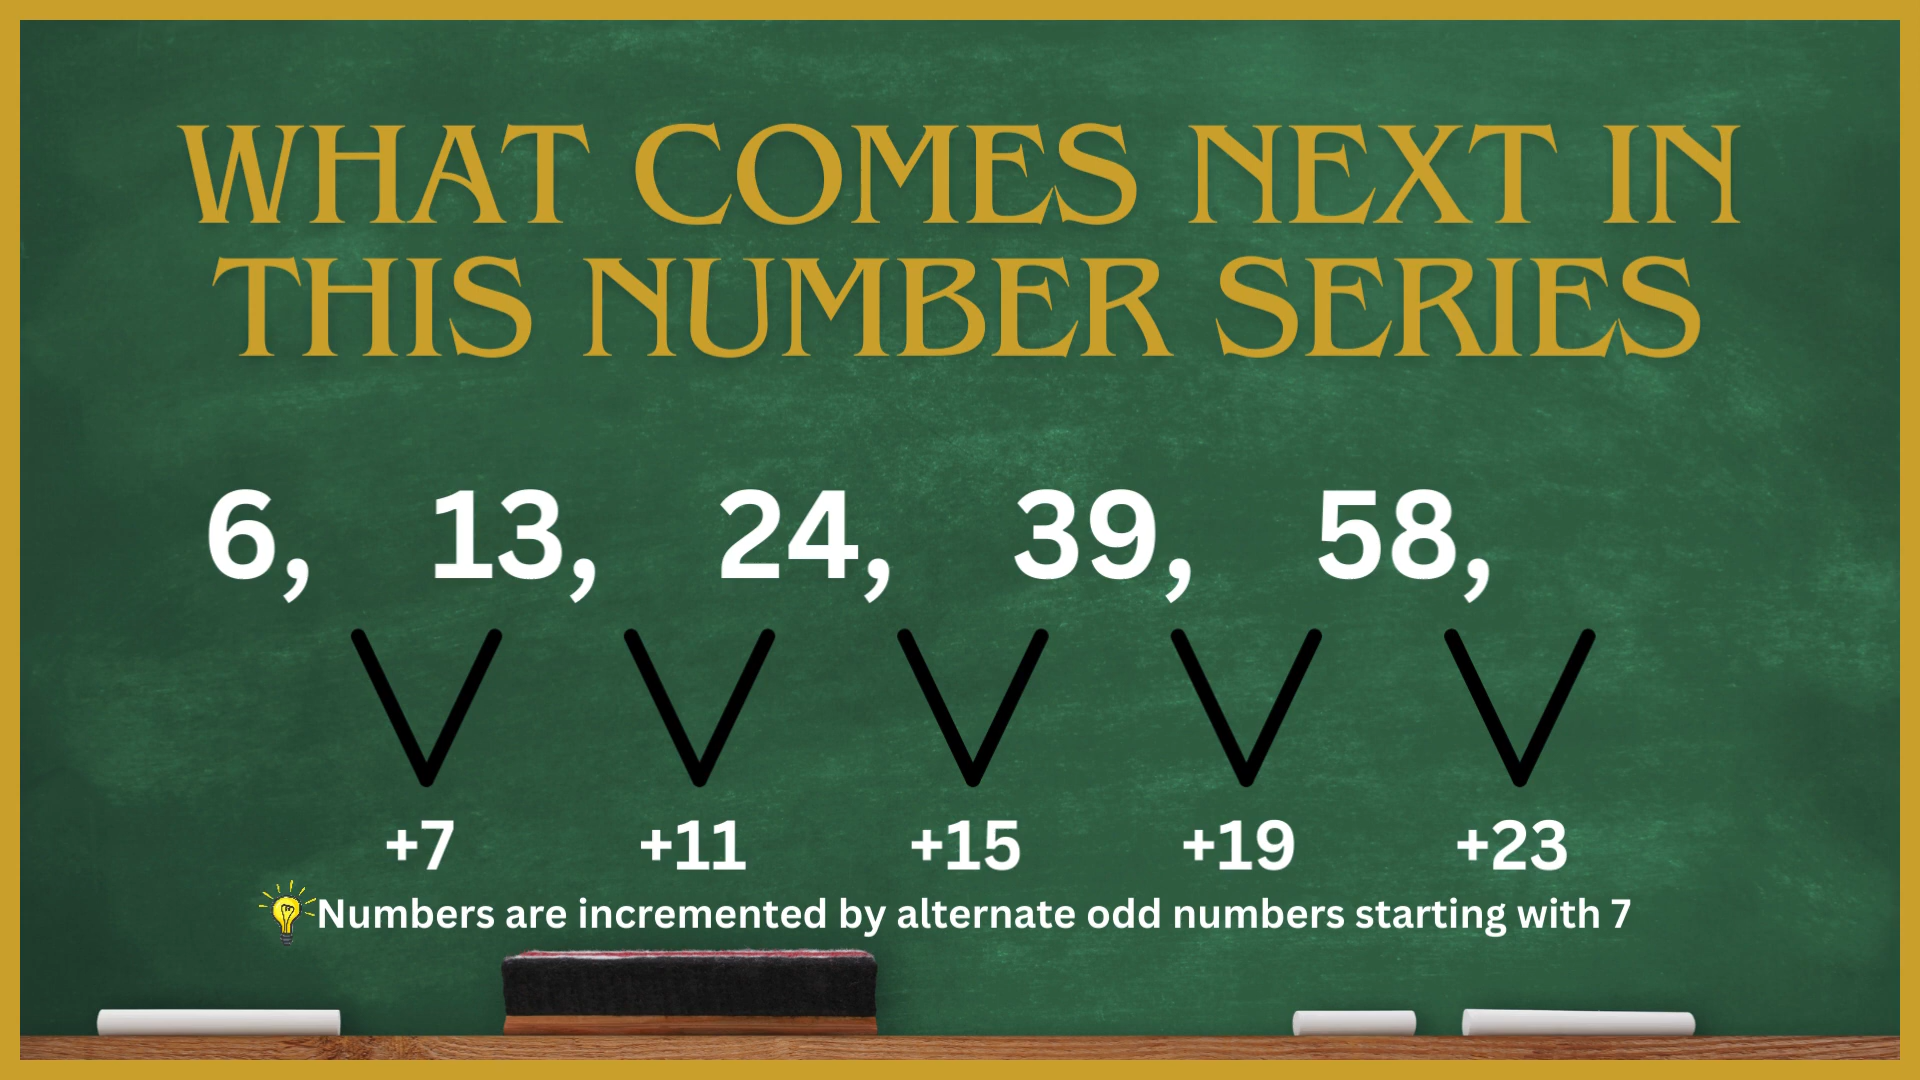 WHAT COMES NEXT IN
THIS NUMBER SERIES
6, 13, 24, 39, 58,
+7 +11 +15 +19 +23
Numbers are incremented by alternate odd numbers starting with 7